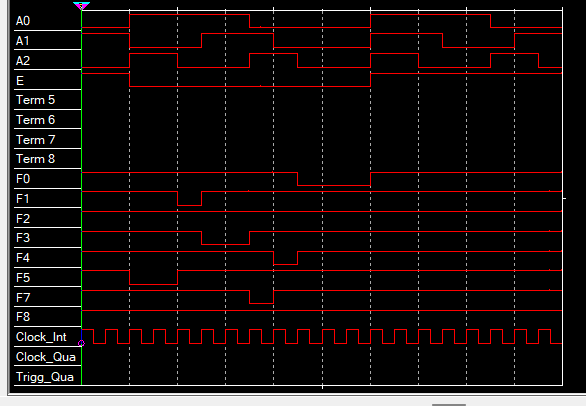 A0
A1
A2
E
Term 5
Term 6
Term 7
Term 8
F0
F1
F2
F3
F4
F5
F7
F8
Clock_Int
Clock_Qua
Trigg_Qua